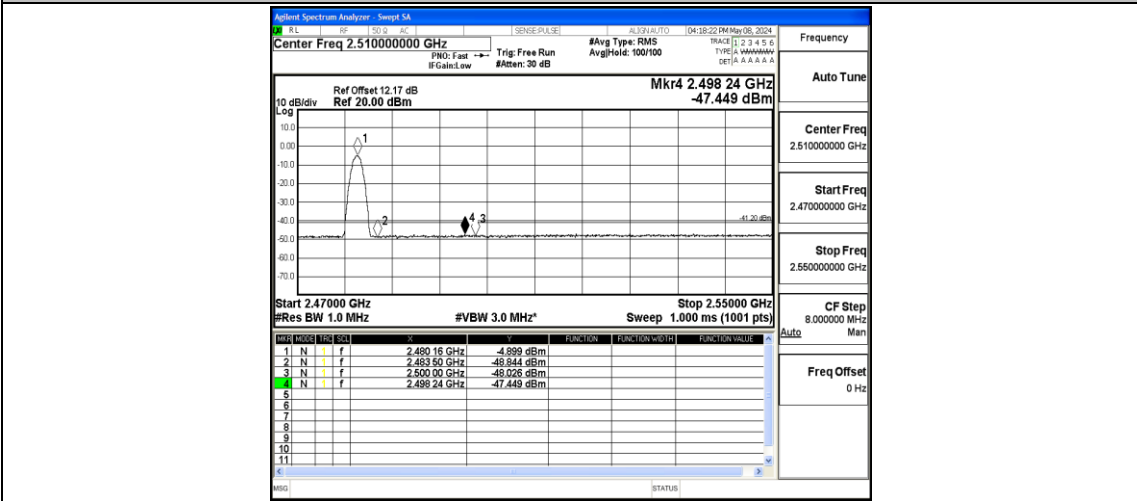 Agilent Spectrum Analyzer - Swept SA
RL RF 50 Ω AC SENSE:PULSE ALIGN AUTO 04:18:22 PM May 08, 2024
Center Freq 2.510000000 GHz
PNO: Fast
IFGain:Low
Trig: Free Run
#Atten: 30 dB
#Avg Type: RMS
Avg|Hold: 100/100
TRACE 1 2 3 4 5 6
TYPE A WWWWW
DET A A A A A A
Mkr4 2.498 24 GHz
-47.449 dBm
Ref Offset 12.17 dB
10 dB/div Ref 20.00 dBm
Log
10.0
0.00
-10.0
-20.0
-30.0
-40.0
-50.0
-60.0
-70.0
1
2
4 3
-41.20 dBm
Start 2.47000 GHz Stop 2.55000 GHz
#Res BW 1.0 MHz #VBW 3.0 MHz* Sweep 1.000 ms (1001 pts)
MKR MODE TRC SCL X Y FUNCTION FUNCTION WIDTH FUNCTION VALUE
1 N 1 f 2.480 16 GHz -4.899 dBm
2 N 1 f 2.483 50 GHz -48.844 dBm
3 N 1 f 2.500 00 GHz -48.026 dBm
4 N 1 f 2.498 24 GHz -47.449 dBm
5
6
7
8
9
10
11
MSG STATUS
Frequency
Auto Tune
Center Freq
2.510000000 GHz
Start Freq
2.470000000 GHz
Stop Freq
2.550000000 GHz
CF Step
8.000000 MHz
Auto Man
Freq Offset
0 Hz